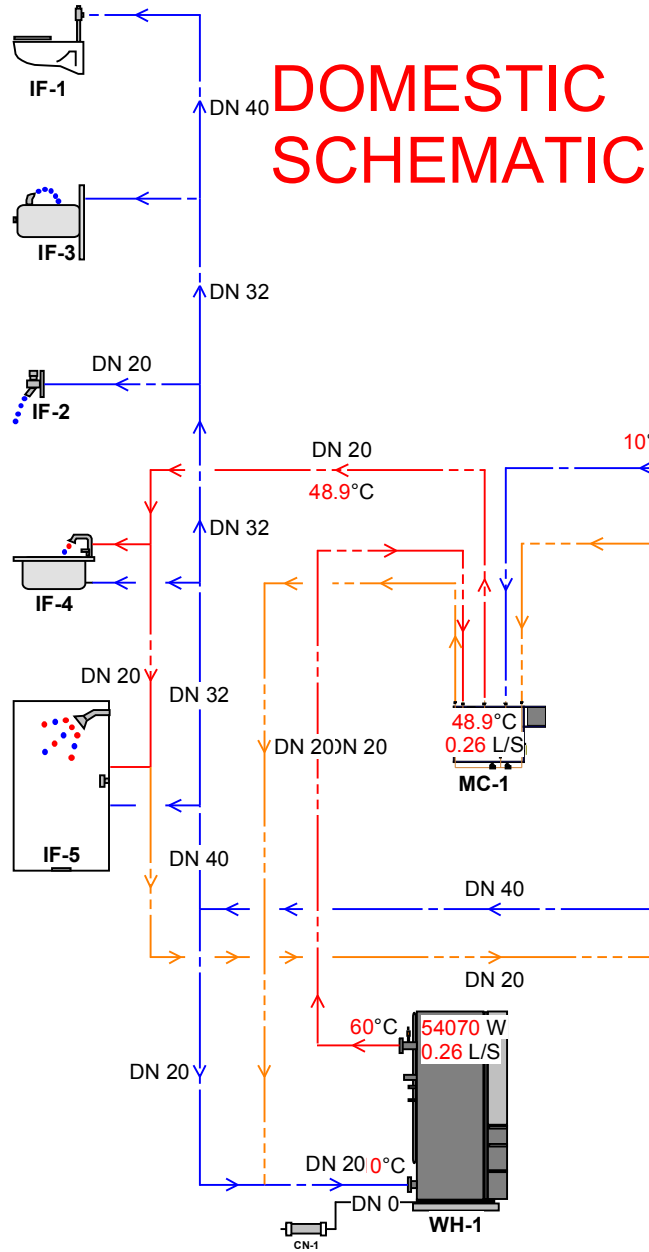 DOMESTIC
SCHEMATIC
IF-1
DN 40
IF-3
DN 32
DN 20
IF-2
DN 20
48.9°C
10°
DN 32
IF-4
DN 20
DN 32
DN 20
DN 20
48.9°C
0.26 L/S
MC-1
IF-5
DN 40
DN 40
DN 20
60°C
54070 W
0.26 L/S
DN 20
DN 20
0°C
DN 0
WH-1
CN-1